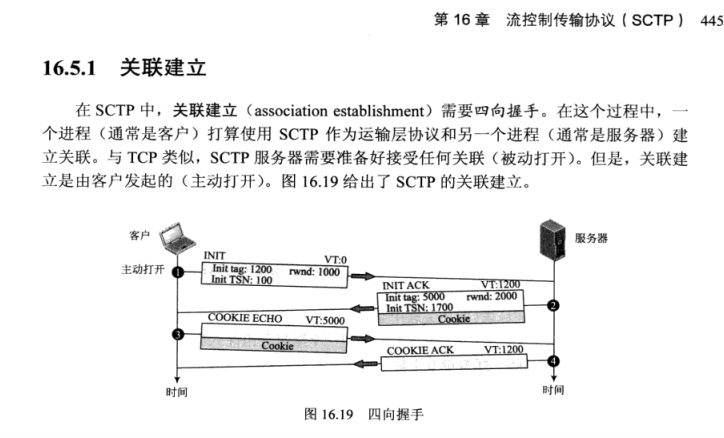 第 16 章 流控制传输协议（SCTP） 445
16.5.1 关联建立
在 SCTP 中，关联建立（association establishment）需要四向握手。在这个过程中，一
个进程（通常是客户）打算使用 SCTP 作为运输层协议和另一个进程（通常是服务器）建
立关联。与 TCP 类似，SCTP 服务器需要准备好接受任何关联（被动打开）。但是，关联建
立是由客户发起的（主动打开）。图 16.19 给出了 SCTP 的关联建立。
客户
服务器
主动打开
1
INIT VT:0
Init tag: 1200 rwnd: 1000
Init TSN: 100
INIT ACK VT:1200
Init tag: 5000 rwnd: 2000
Init TSN: 1700
Cookie
2
3
COOKIE ECHO VT:5000
Cookie
COOKIE ACK VT:1200
4
时间
时间
图 16.19 四向握手